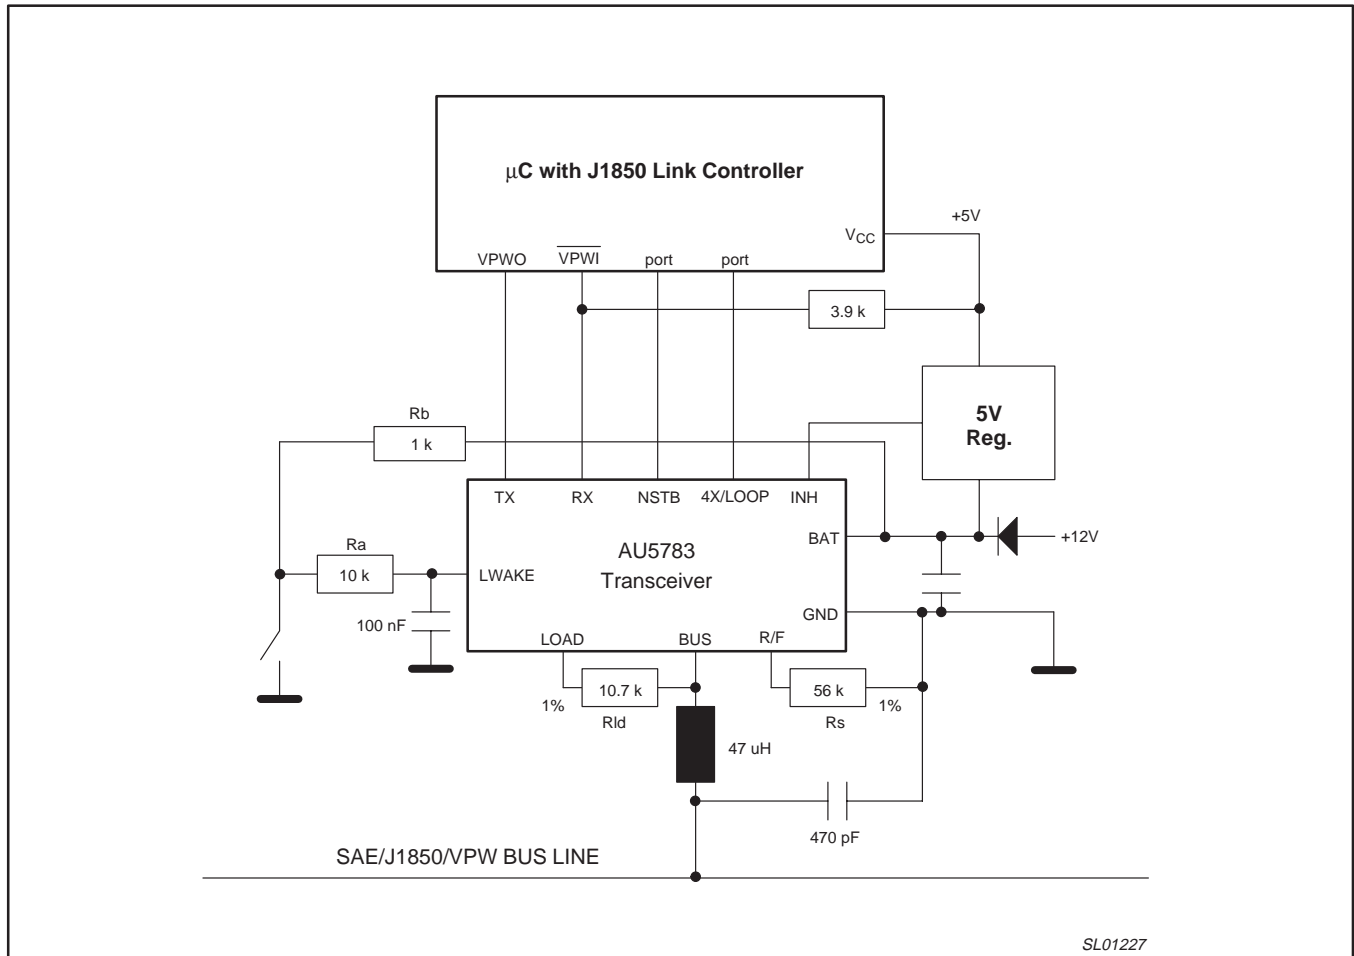 μC with J1850 Link Controller
+5V
VCC
VPWO VPWI port port
3.9 k
5V
Reg.
Rb
1 k
TX RX NSTB 4X/LOOP INH
BAT
+12V
AU5783
Transceiver
Ra
10 k
LWAKE
100 nF
GND
LOAD BUS R/F
10.7 k
56 k
1%
1%
Rld
Rs
47 uH
470 pF
SAE/J1850/VPW BUS LINE
SL01227